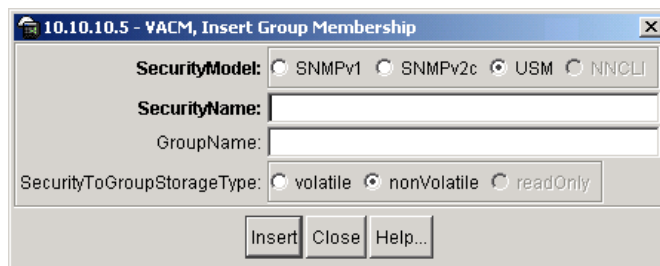 10.10.10.5 - VACM, Insert Group Membership
SecurityModel: SNMPv1 SNMPv2c USM NNCLI
SecurityName:
GroupName:
SecurityToGroupStorageType: volatile nonVolatile readOnly
Insert Close Help...